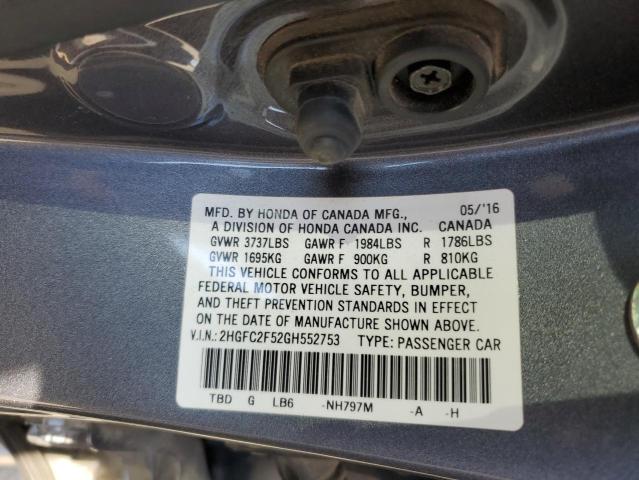 MFD. BY HONDA OF CANADA MFG., 05/'16
A DIVISION OF HONDA CANADA INC. CANADA
GVWR 3737LBS GAWR F 1984LBS R 1786LBS
GVWR 1695KG GAWR F 900KG R 810KG
THIS VEHICLE CONFORMS TO ALL APPLICABLE
FEDERAL MOTOR VEHICLE SAFETY, BUMPER,
AND THEFT PREVENTION STANDARDS IN EFFECT
ON THE DATE OF MANUFACTURE SHOWN ABOVE.
V.I.N.: 2HGFC2F52GH552753 TYPE: PASSENGER CAR
TBD G LB6 -NH797M -A -H